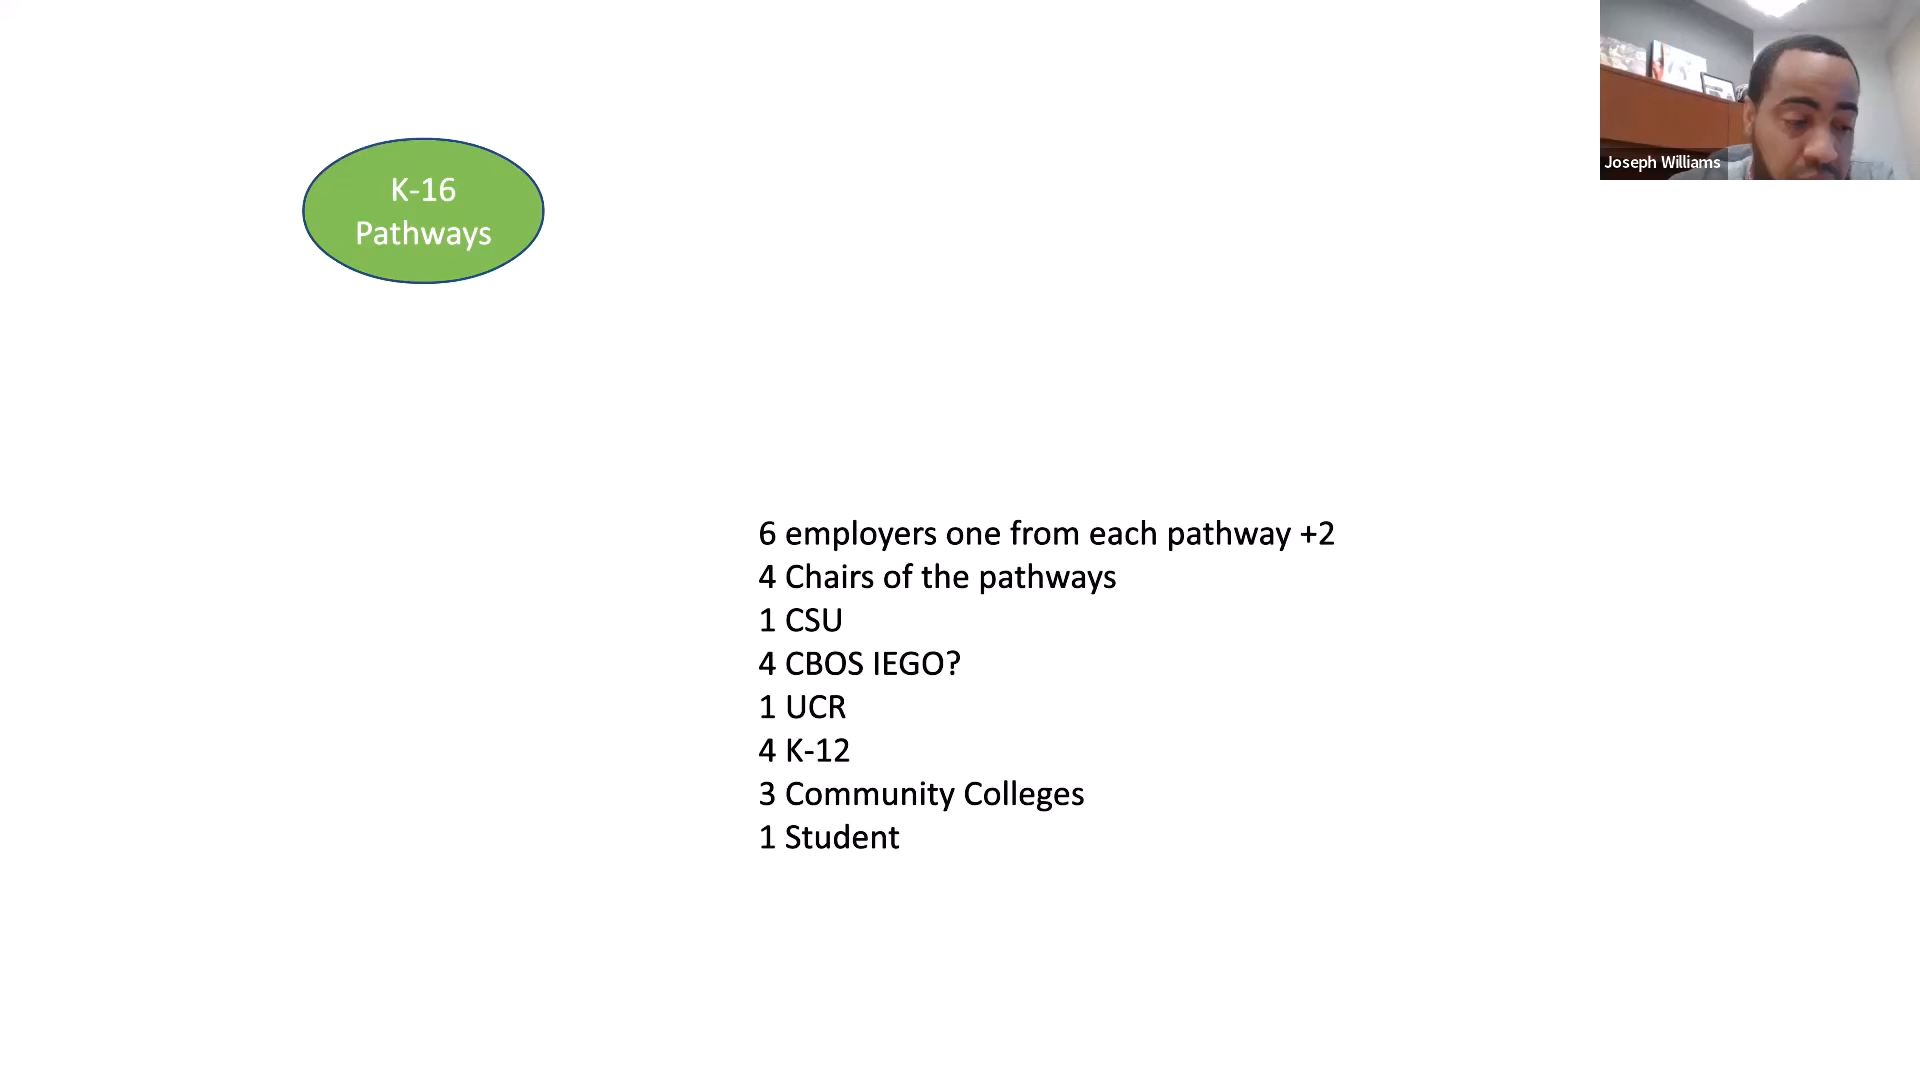 K-16
Pathways
Joseph Williams
6 employers one from each pathway +2
4 Chairs of the pathways
1 CSU
4 CBOS IEGO?
1 UCR
4 K-12
3 Community Colleges
1 Student